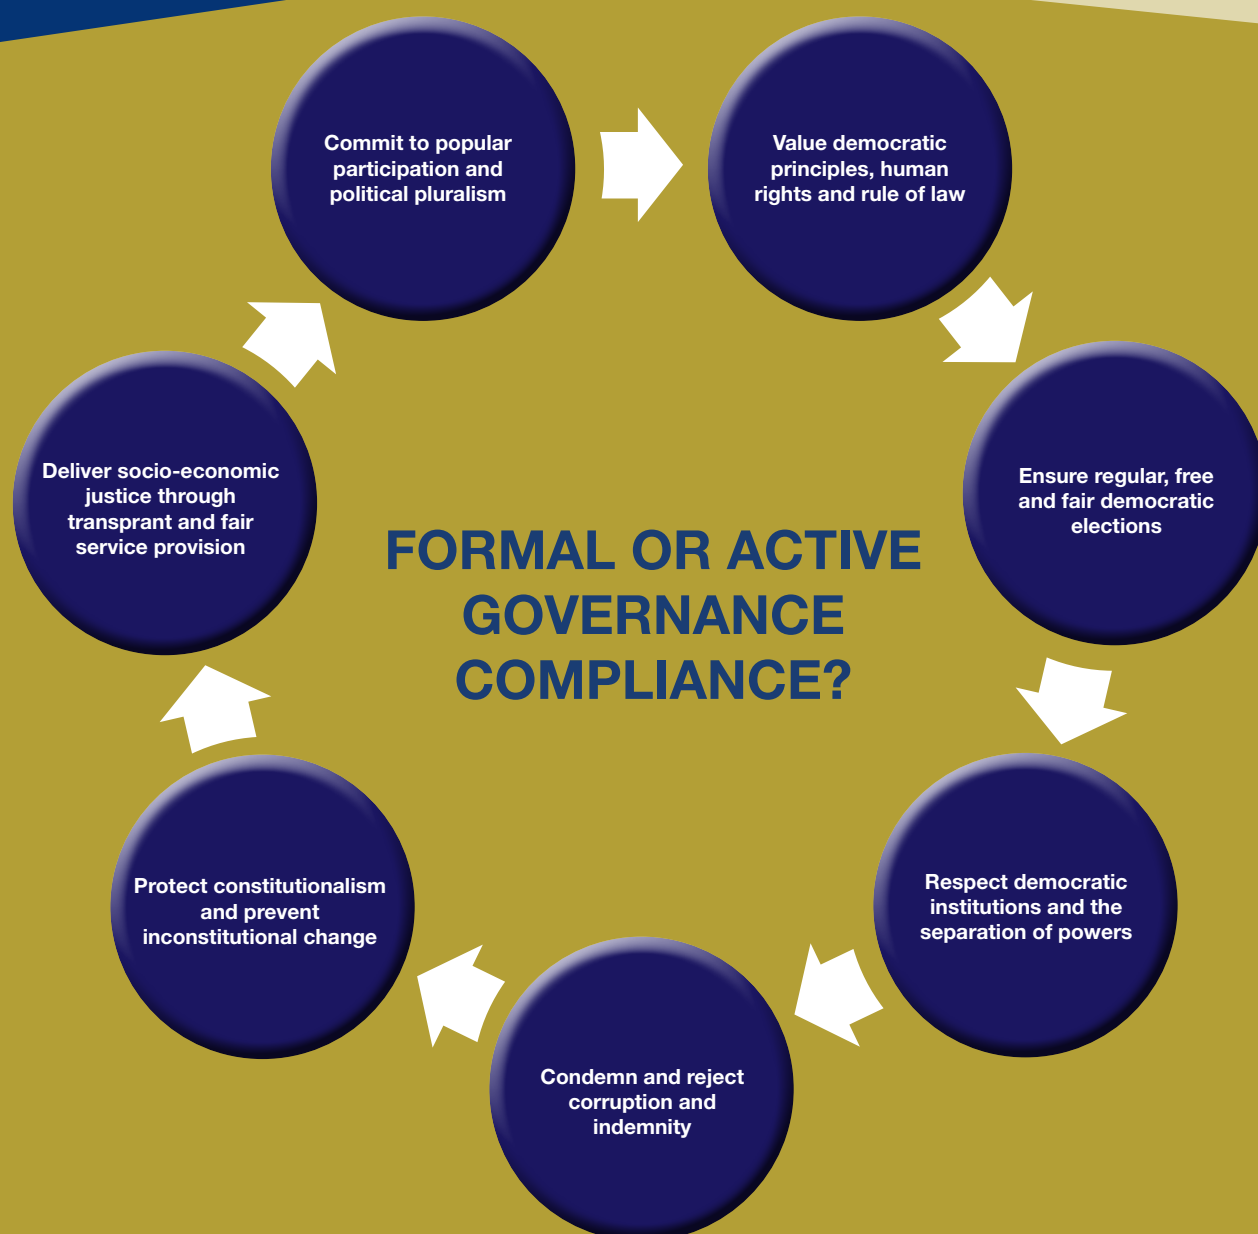 Commit to popular
participation and
political pluralism
Value democratic
principles, human
rights and rule of law
Ensure regular, free
and fair democratic
elections
Respect democratic
institutions and the
separation of powers
Condemn and reject
corruption and
indemnity
Protect constitutionalism
and prevent
inconstitutional change
Deliver socio-economic
justice through
transprant and fair
service provision
FORMAL OR ACTIVE
GOVERNANCE
COMPLIANCE?